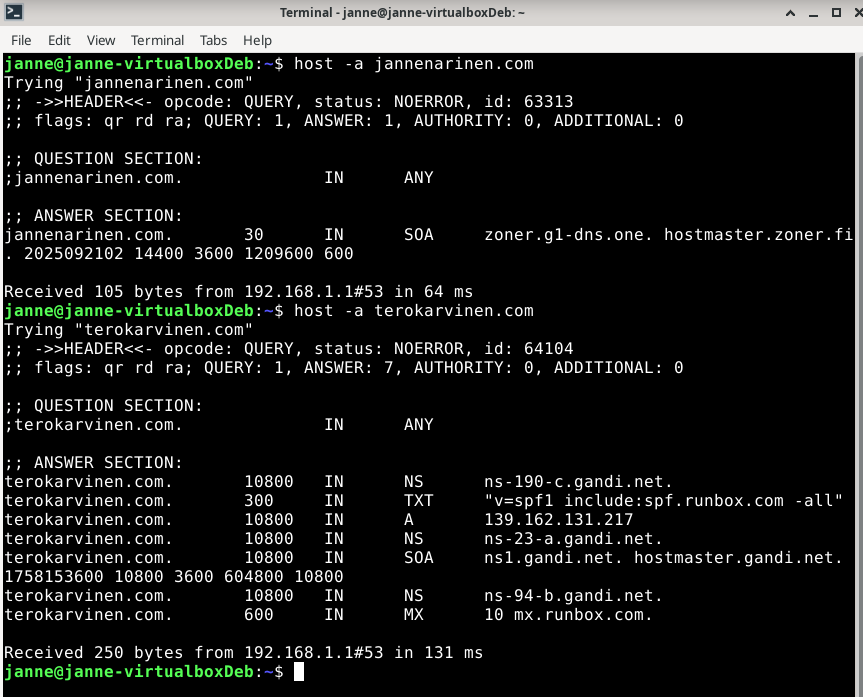 Terminal - janne@janne-virtualboxDeb: ~
File Edit View Terminal Tabs Help
janne@janne-virtualboxDeb:~$ host -a jannenarinen.com
Trying "jannenarinen.com"
;; ->>HEADER<<- opcode: QUERY, status: NOERROR, id: 63313
;; flags: qr rd ra; QUERY: 1, ANSWER: 1, AUTHORITY: 0, ADDITIONAL: 0
;; QUESTION SECTION:
;jannenarinen.com. IN ANY
;; ANSWER SECTION:
jannenarinen.com. 30 IN SOA zoner.g1-dns.one. hostmaster.zoner.fi
. 2025092102 14400 3600 1209600 600
Received 105 bytes from 192.168.1.1#53 in 64 ms
janne@janne-virtualboxDeb:~$ host -a terokarvinen.com
Trying "terokarvinen.com"
;; ->>HEADER<<- opcode: QUERY, status: NOERROR, id: 64104
;; flags: qr rd ra; QUERY: 1, ANSWER: 7, AUTHORITY: 0, ADDITIONAL: 0
;; QUESTION SECTION:
;terokarvinen.com. IN ANY
;; ANSWER SECTION:
terokarvinen.com. 10800 IN NS ns-190-c.gandi.net.
terokarvinen.com. 300 IN TXT "v=spf1 include:spf.runbox.com -all"
terokarvinen.com. 10800 IN A 139.162.131.217
terokarvinen.com. 10800 IN NS ns-23-a.gandi.net.
terokarvinen.com. 10800 IN SOA ns1.gandi.net. hostmaster.gandi.net.
1758153600 10800 3600 604800 10800
terokarvinen.com. 10800 IN NS ns-94-b.gandi.net.
terokarvinen.com. 600 IN MX 10 mx.runbox.com.
Received 250 bytes from 192.168.1.1#53 in 131 ms
janne@janne-virtualboxDeb:~$